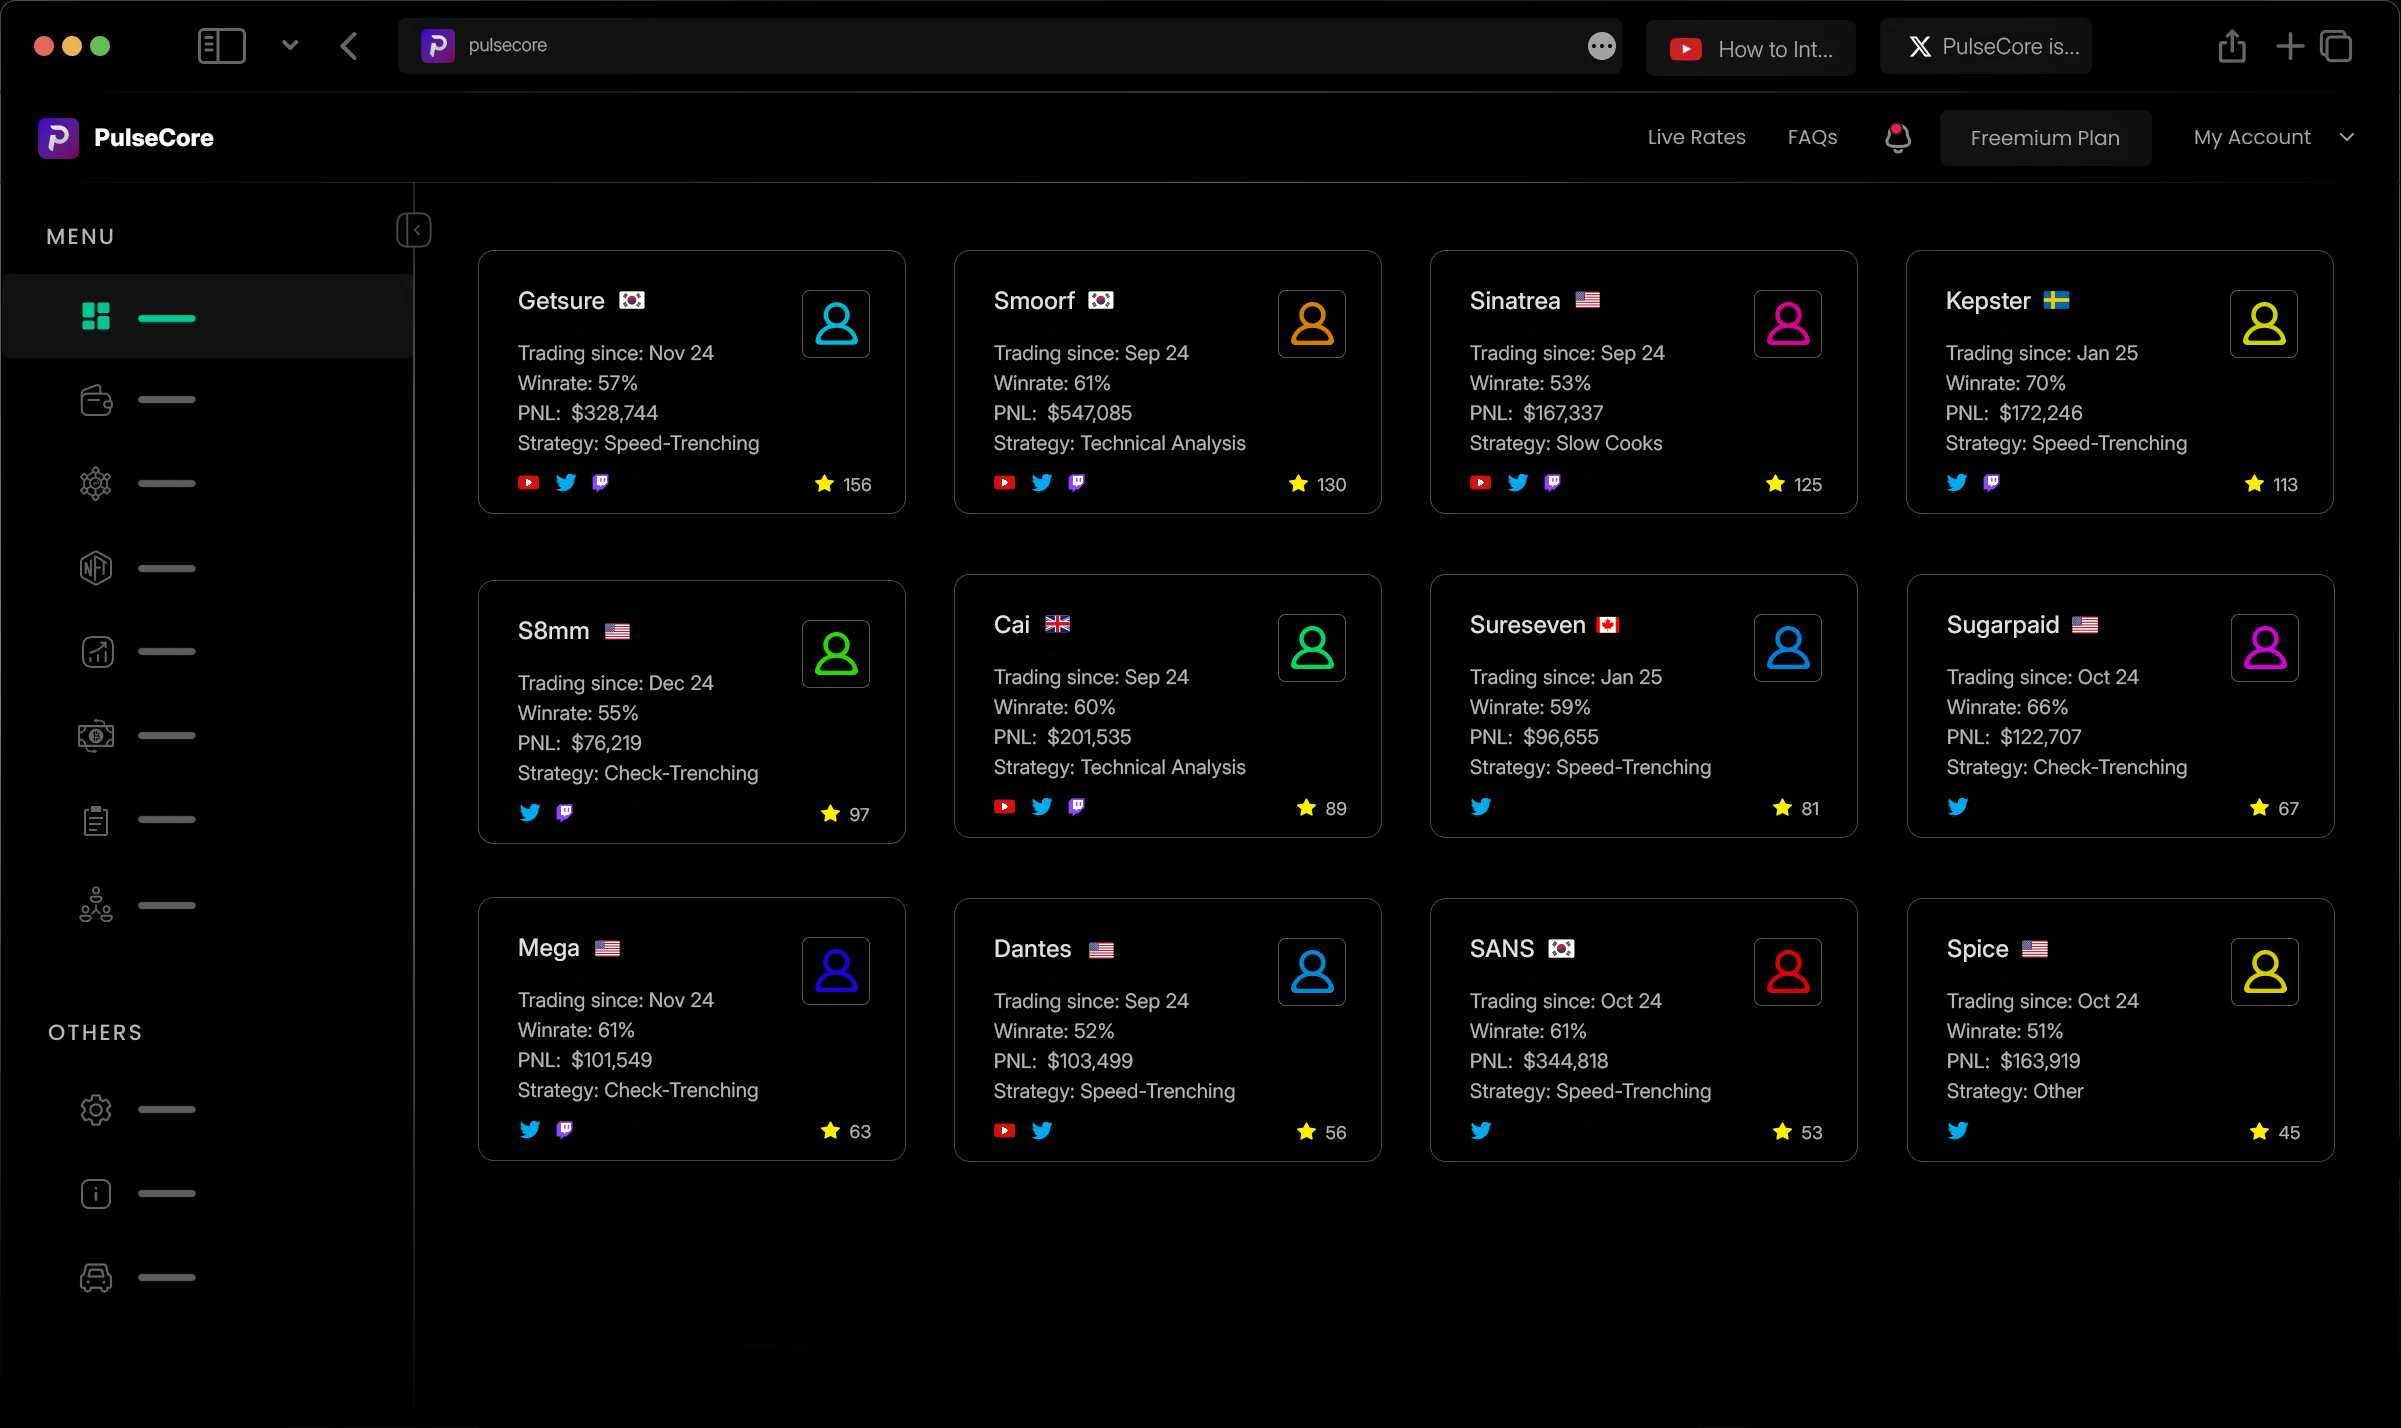 pulsecore
How to Int...
PulseCore is...
PulseCore
Live Rates
FAQs
Freemium Plan
My Account
MENU
NFT
OTHERS
Getsure
Trading since: Nov 24
Winrate: 57%
PNL: $328,744
Strategy: Speed-Trenching
156
Smoorf
Trading since: Sep 24
Winrate: 61%
PNL: $547,085
Strategy: Technical Analysis
130
Sinatrea
Trading since: Sep 24
Winrate: 53%
PNL: $167,337
Strategy: Slow Cooks
125
Kepster
Trading since: Jan 25
Winrate: 70%
PNL: $172,246
Strategy: Speed-Trenching
113
S8mm
Trading since: Dec 24
Winrate: 55%
PNL: $76,219
Strategy: Check-Trenching
97
Cai
Trading since: Sep 24
Winrate: 60%
PNL: $201,535
Strategy: Technical Analysis
89
Sureseven
Trading since: Jan 25
Winrate: 59%
PNL: $96,655
Strategy: Speed-Trenching
81
Sugarpaid
Trading since: Oct 24
Winrate: 66%
PNL: $122,707
Strategy: Check-Trenching
67
Mega
Trading since: Nov 24
Winrate: 61%
PNL: $101,549
Strategy: Check-Trenching
63
Dantes
Trading since: Sep 24
Winrate: 52%
PNL: $103,499
Strategy: Speed-Trenching
56
SANS
Trading since: Oct 24
Winrate: 61%
PNL: $344,818
Strategy: Speed-Trenching
53
Spice
Trading since: Oct 24
Winrate: 51%
PNL: $163,919
Strategy: Other
45